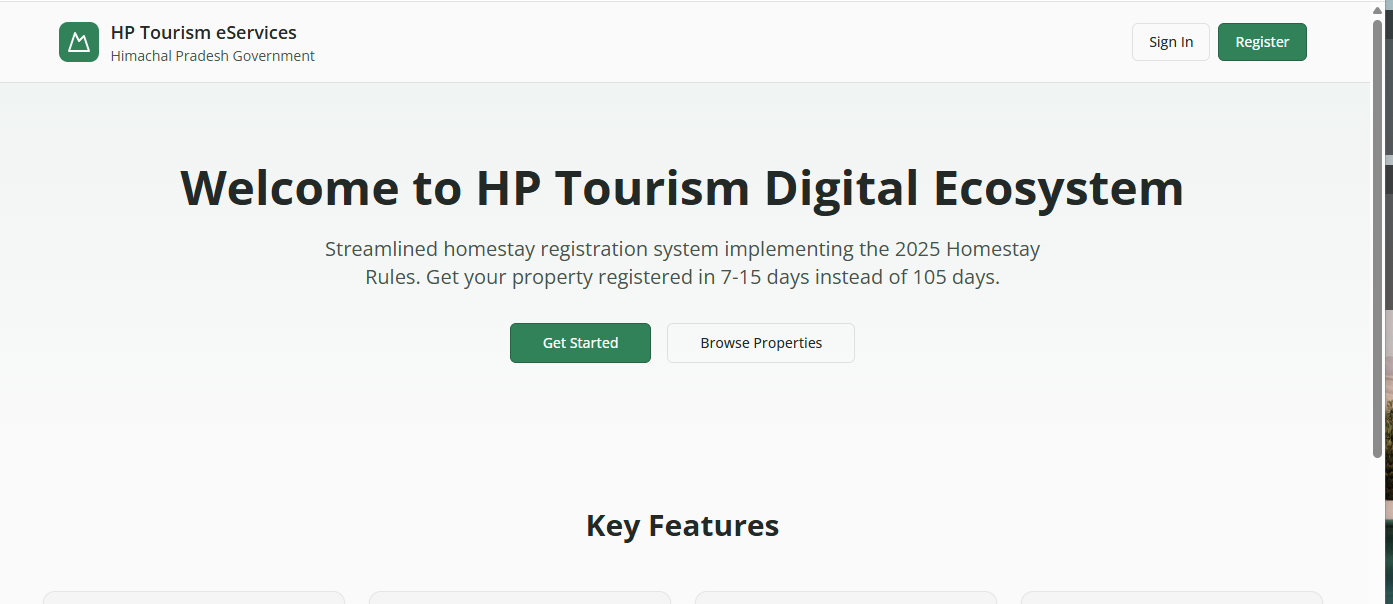 HP Tourism eServices
Himachal Pradesh Government
Sign In
Register
Welcome to HP Tourism Digital Ecosystem
Streamlined homestay registration system implementing the 2025 Homestay
Rules. Get your property registered in 7-15 days instead of 105 days.
Get Started
Browse Properties
Key Features